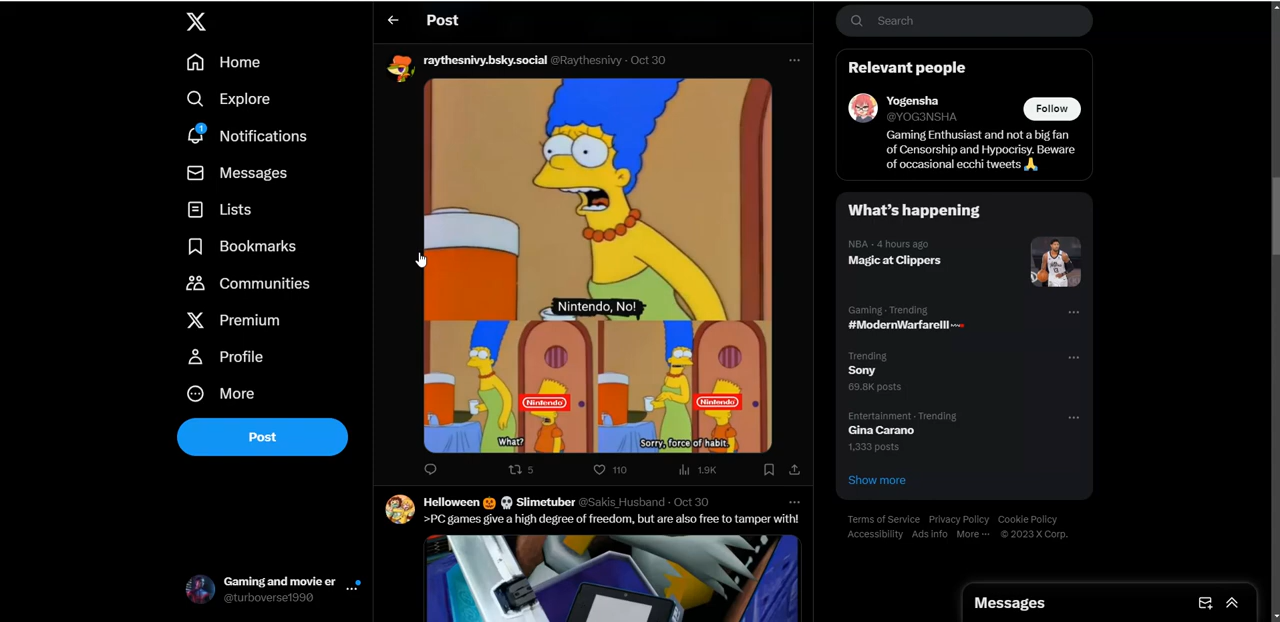 Home
Explore
1
Notifications
Messages
Lists
Bookmarks
Communities
Premium
Profile
More
Post
Gaming and movie er
@turboverse1990
Post
raythesnivy.bsky.social @Raythesnivy · Oct 30
Nintendo, No!
Nintendo
What?
Nintendo
Sorry, force of habit.
5
110
1.9K
Helloween 🎃 💀 Slimetuber @Sakis_Husband · Oct 30
>PC games give a high degree of freedom, but are also free to tamper with!
Search
Relevant people
Yogensha
@YOG3NSHA
Follow
Gaming Enthusiast and not a big fan
of Censorship and Hypocrisy. Beware
of occasional ecchi tweets 🙏
What's happening
NBA · 4 hours ago
Magic at Clippers
Gaming · Trending
#ModernWarfareIII
Trending
Sony
69.8K posts
Entertainment · Trending
Gina Carano
1,333 posts
Show more
Terms of Service Privacy Policy Cookie Policy
Accessibility Ads info More ··· © 2023 X Corp.
Messages